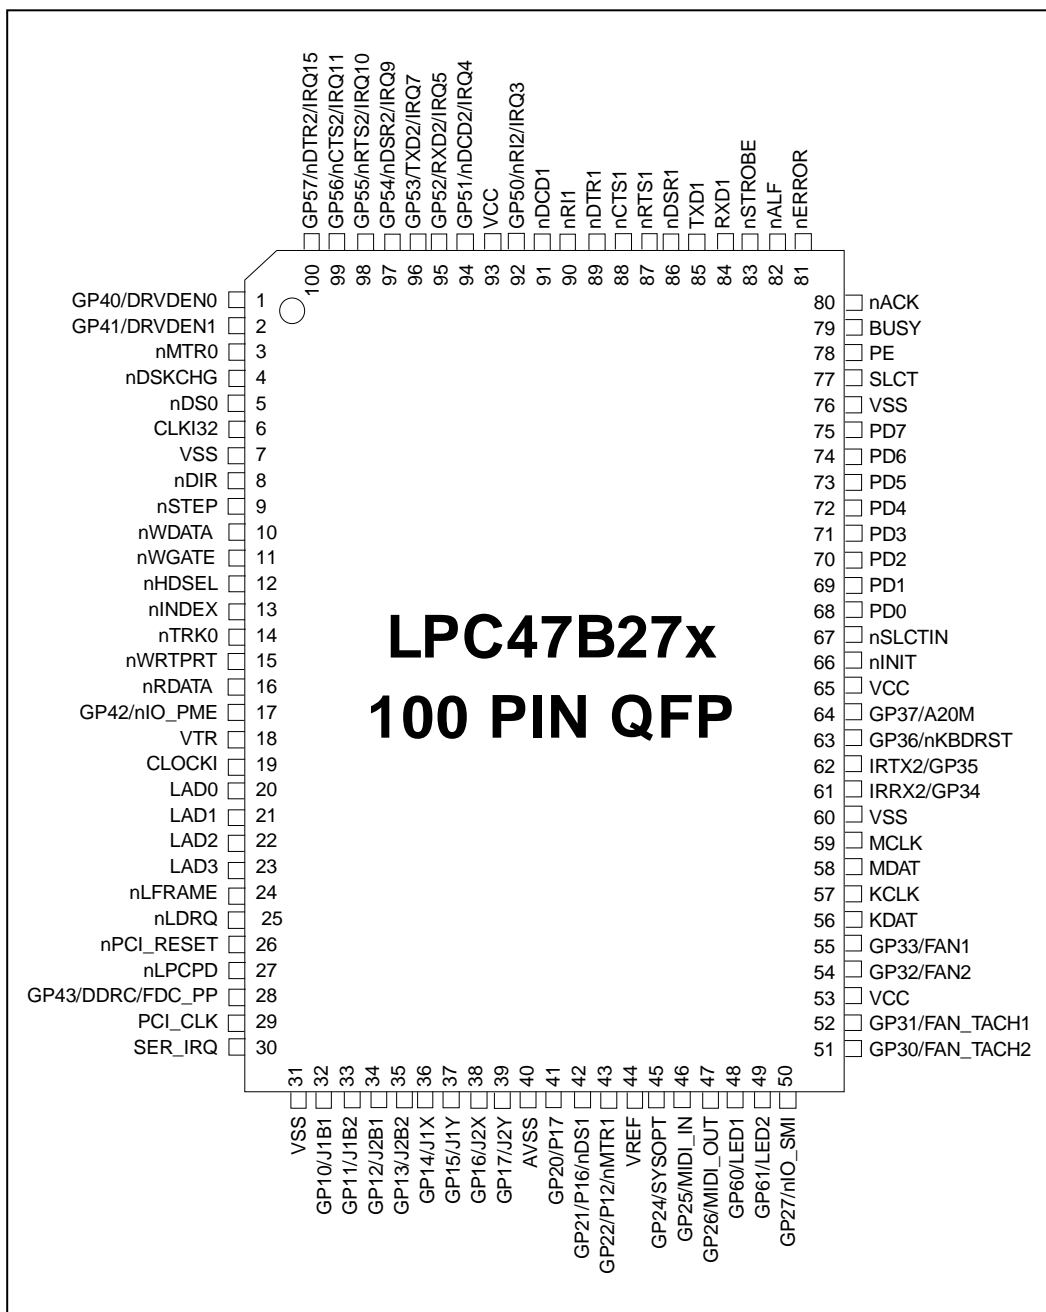 GP57/nDTR2/IRQ15
GP56/nCTS2/IRQ11
GP55/nRTS2/IRQ10
GP54/nDSR2/IRQ9
GP53/TXD2/IRQ7
GP52/RXD2/IRQ5
GP51/nDCD2/IRQ4
VCC
GP50/nRI2/IRQ3
nDCD1
nRI1
nDTR1
nCTS1
nRTS1
nDSR1
TXD1
RXD1
nSTROBE
nALF
nERROR
100
99
98
97
96
95
94
93
92
91
90
89
88
87
86
85
84
83
82
81
GP40/DRVDEN0 1
GP41/DRVDEN1 2
nMTR0 3
nDSKCHG 4
nDS0 5
CLKI32 6
VSS 7
nDIR 8
nSTEP 9
nWDATA 10
nWGATE 11
nHDSEL 12
nINDEX 13
nTRK0 14
nWRTPRT 15
nRDATA 16
GP42/nIO_PME 17
VTR 18
CLOCKI 19
LAD0 20
LAD1 21
LAD2 22
LAD3 23
nLFRAME 24
nLDRQ 25
nPCI_RESET 26
nLPCPD 27
GP43/DDRC/FDC_PP 28
PCI_CLK 29
SER_IRQ 30
LPC47B27x
100 PIN QFP
80 nACK
79 BUSY
78 PE
77 SLCT
76 VSS
75 PD7
74 PD6
73 PD5
72 PD4
71 PD3
70 PD2
69 PD1
68 PD0
67 nSLCTIN
66 nINIT
65 VCC
64 GP37/A20M
63 GP36/nKBDRST
62 IRTX2/GP35
61 IRRX2/GP34
60 VSS
59 MCLK
58 MDAT
57 KCLK
56 KDAT
55 GP33/FAN1
54 GP32/FAN2
53 VCC
52 GP31/FAN_TACH1
51 GP30/FAN_TACH2
31
32
33
34
35
36
37
38
39
40
41
42
43
44
45
46
47
48
49
50
VSS
GP10/J1B1
GP11/J1B2
GP12/J2B1
GP13/J2B2
GP14/J1X
GP15/J1Y
GP16/J2X
GP17/J2Y
AVSS
GP20/P17
GP21/P16/nDS1
GP22/P12/nMTR1
VREF
GP24/SYSOPT
GP25/MIDI_IN
GP26/MIDI_OUT
GP60/LED1
GP61/LED2
GP27/nIO_SMI